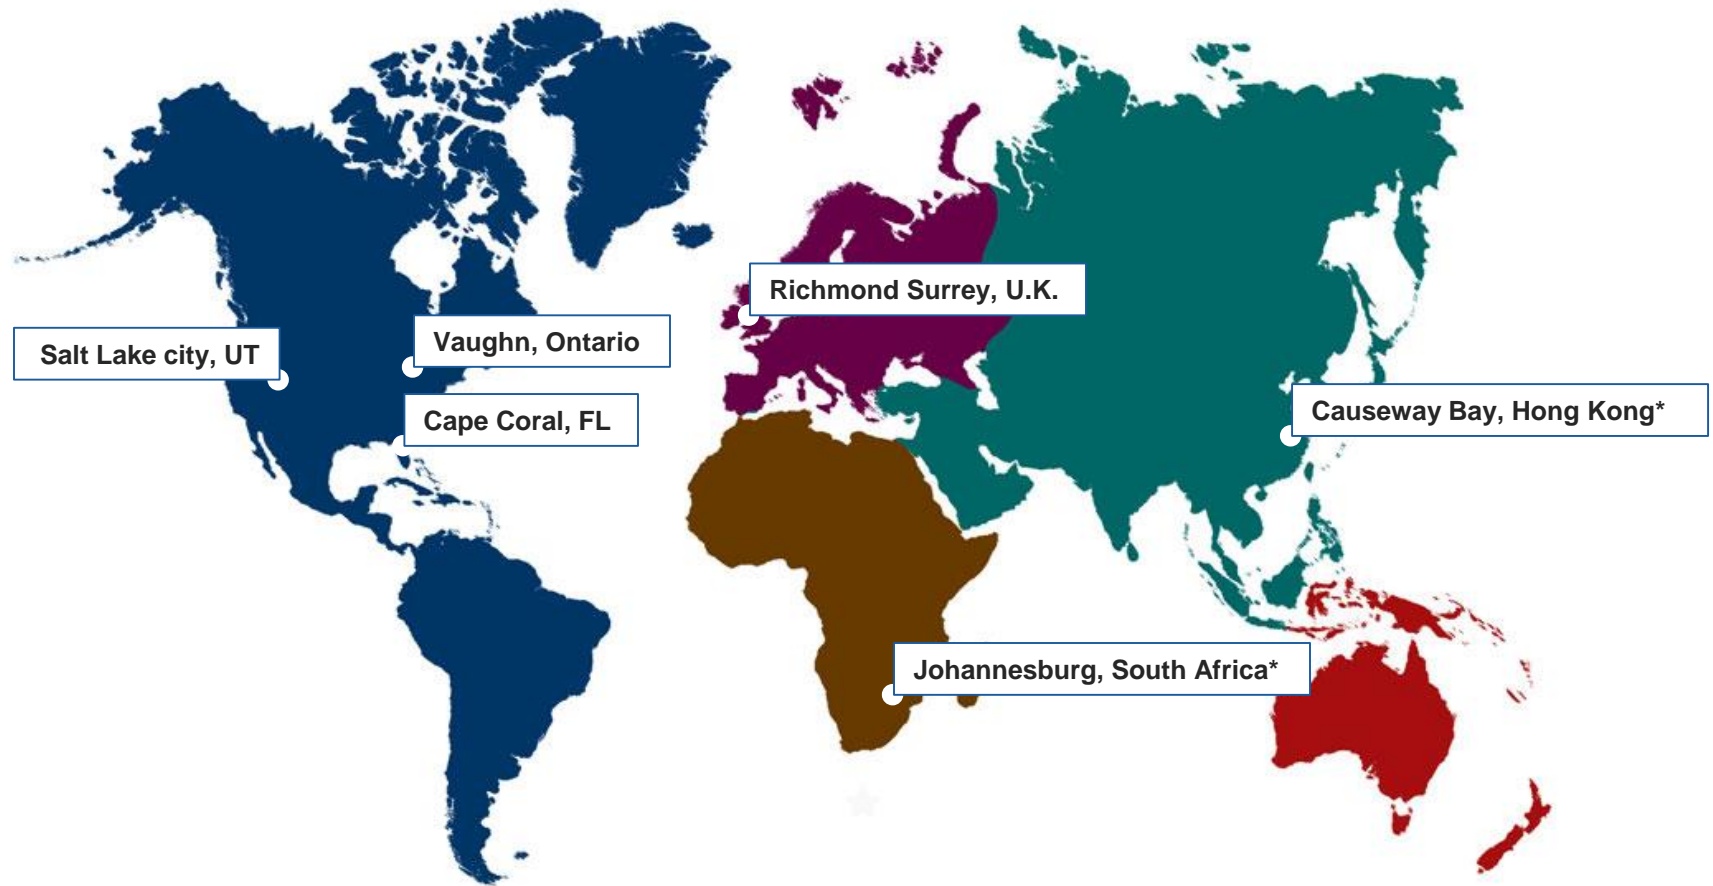 Richmond Surrey, U.K.
Vaughn, Ontario
Salt Lake city, UT
Cape Coral, FL
Causeway Bay, Hong Kong*
Johannesburg, South Africa*